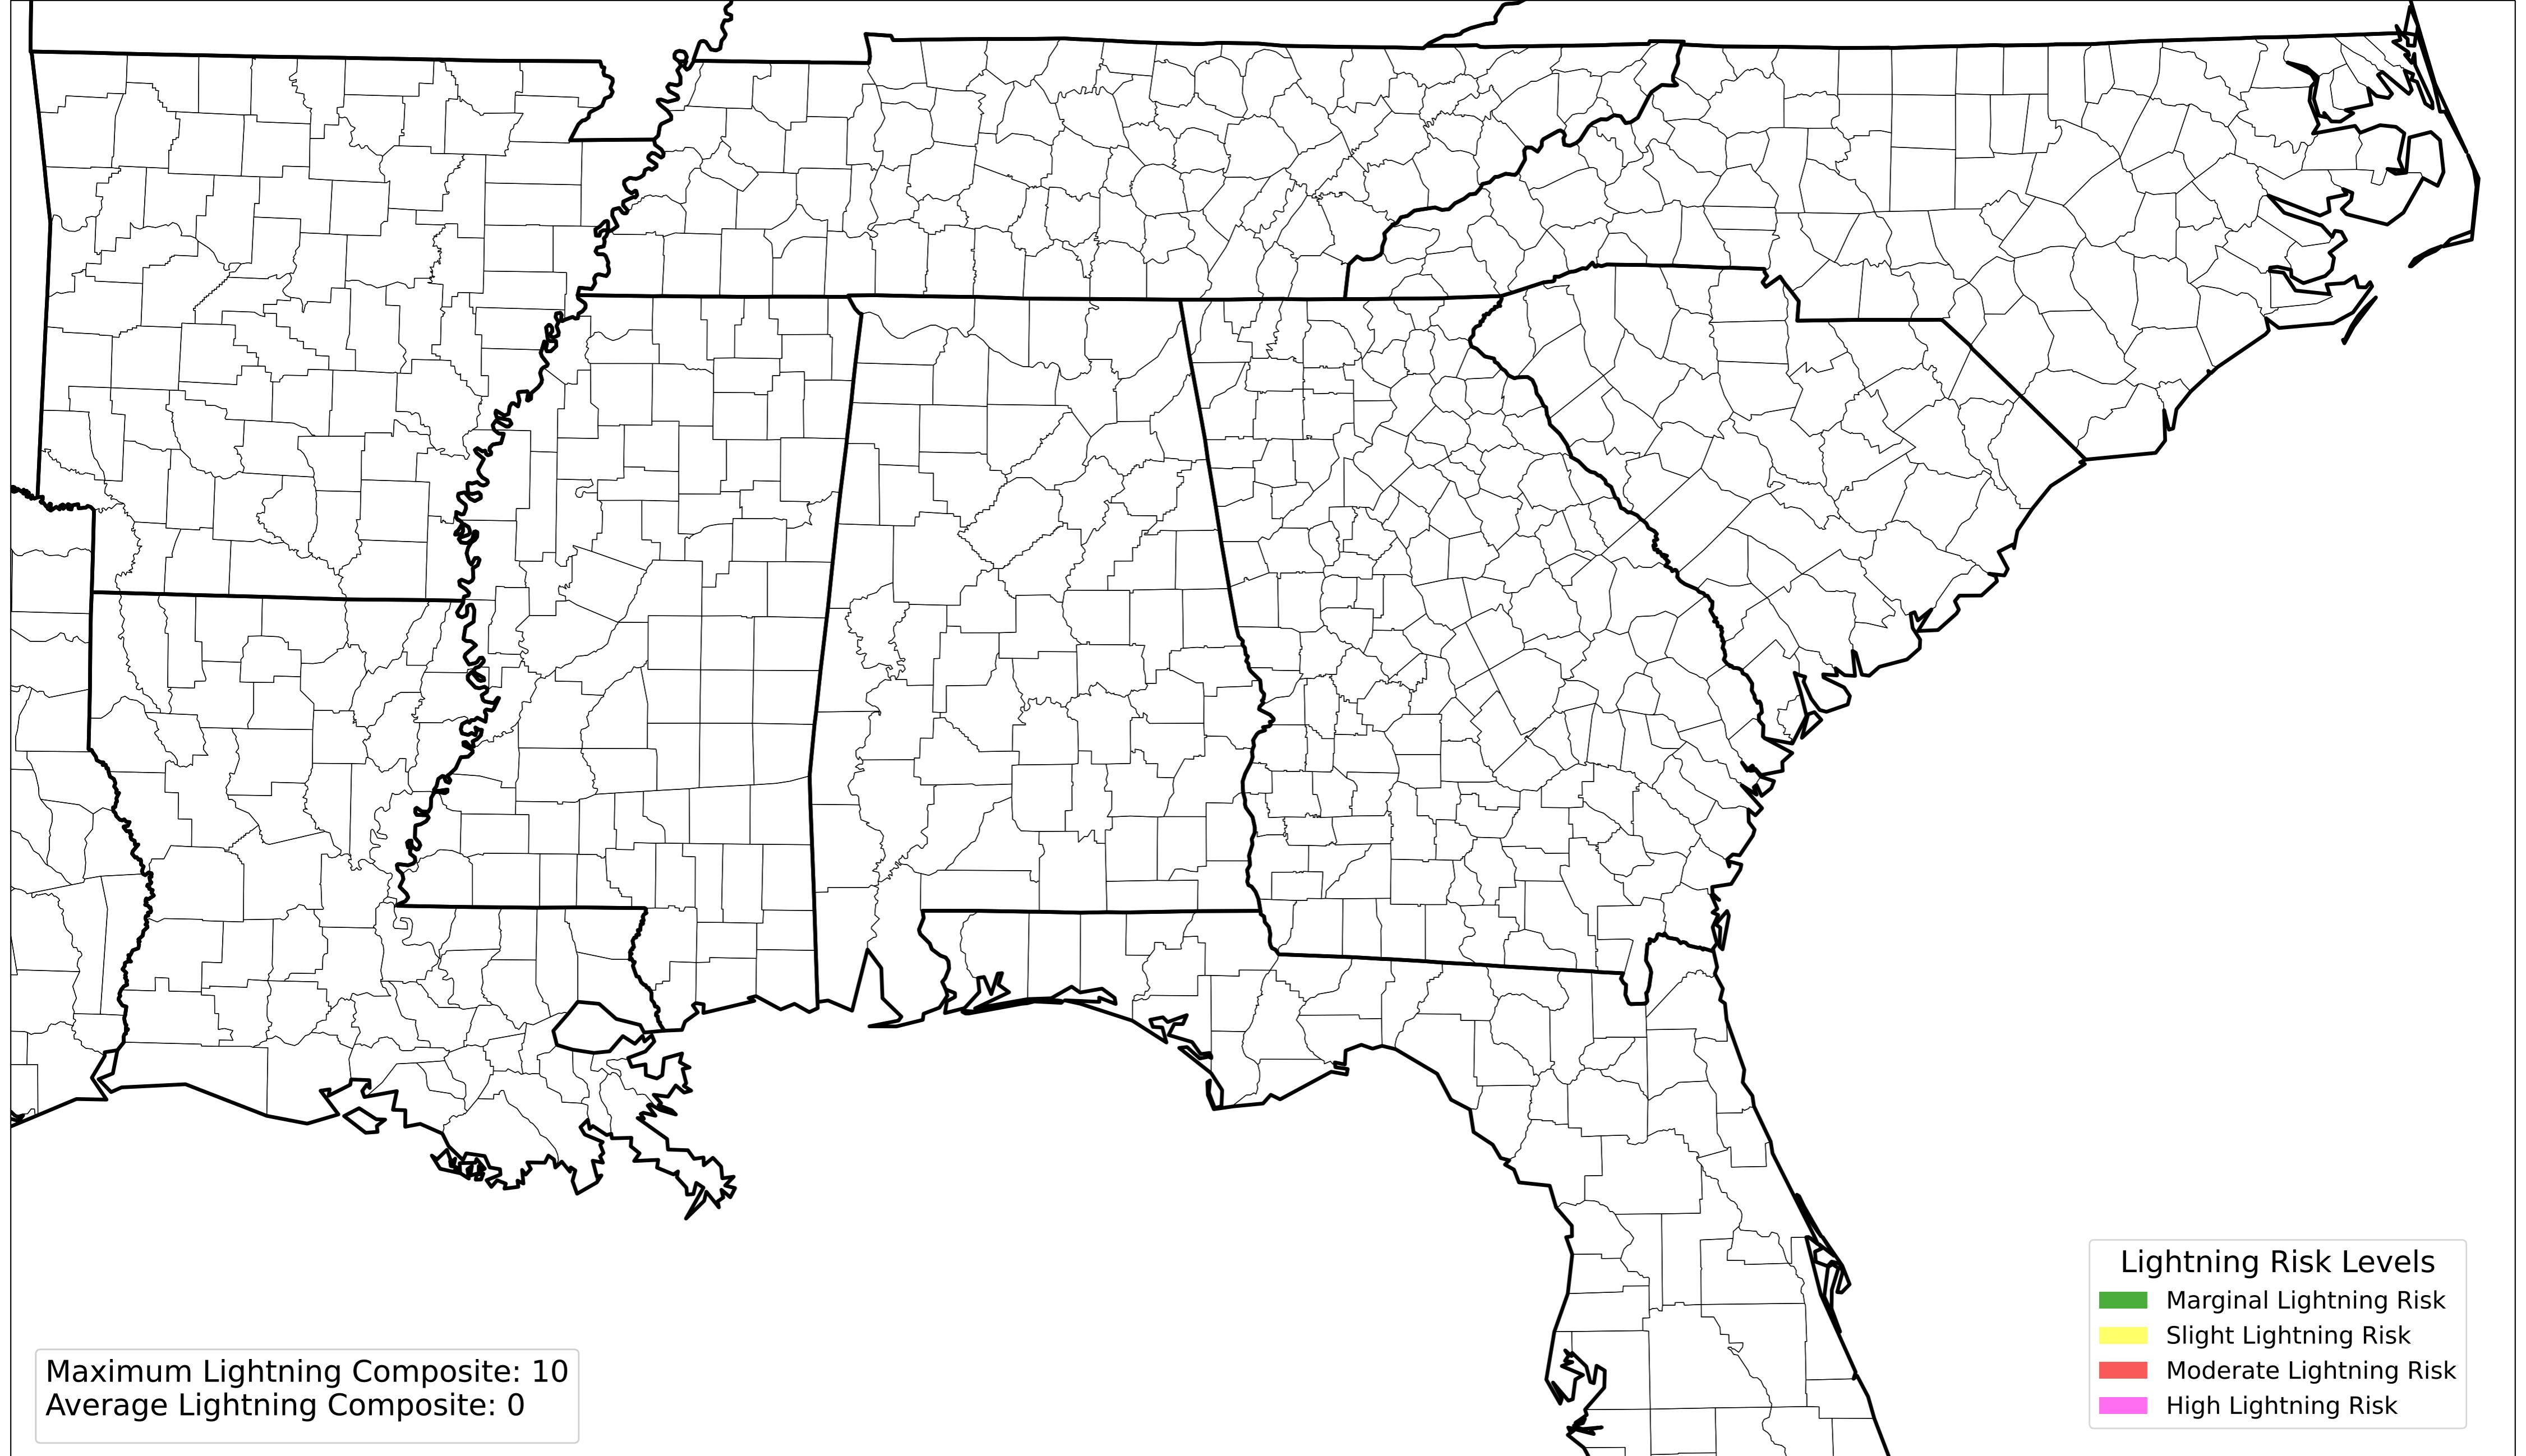 Maximum Lightning Composite: 10
Average Lightning Composite: 0
Lightning Risk Levels
Marginal Lightning Risk
Slight Lightning Risk
Moderate Lightning Risk
High Lightning Risk